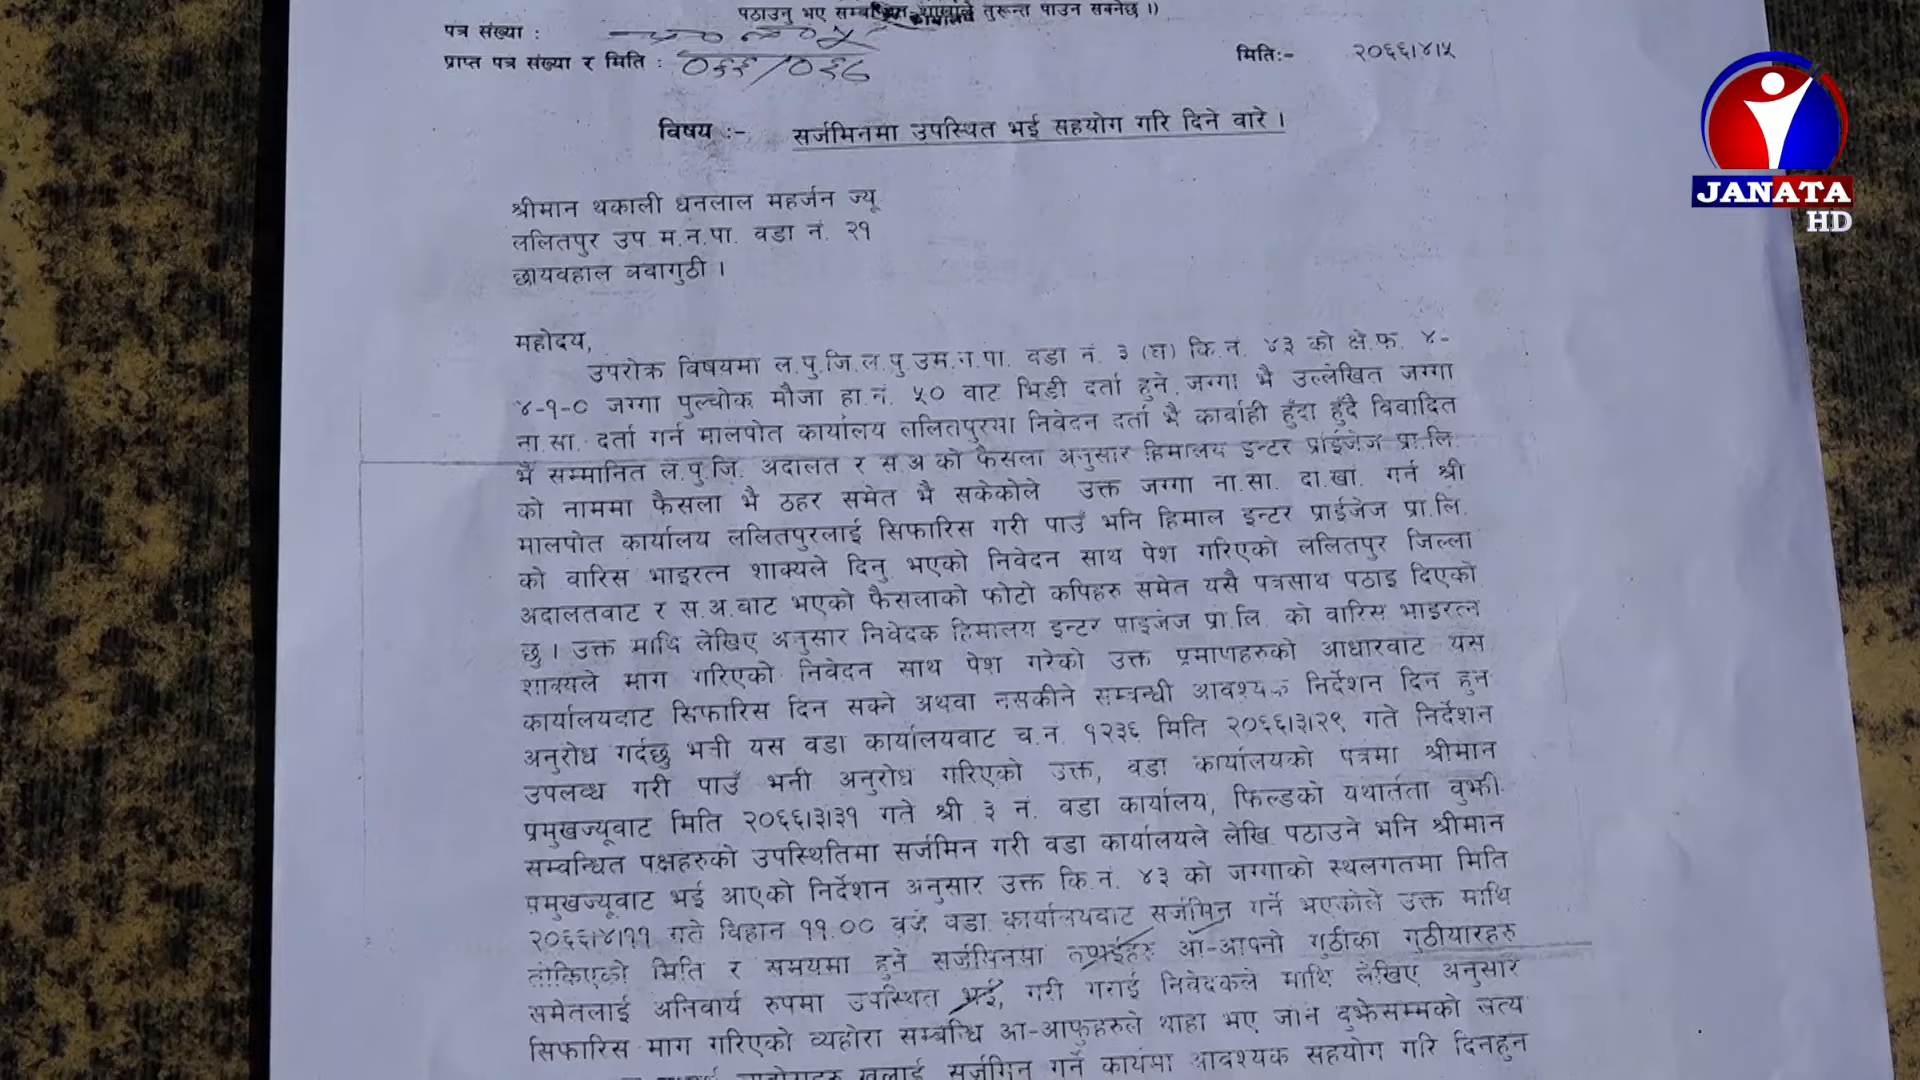 पठाउनु भए सम्बन्धित शाखाले तुरून्त पाउन सक्नेछ ।)
पत्र संख्या :
प्राप्त पत्र संख्या र मिति : ०६६/०६७
मितिः- २०६६।४।५
विषय :- सर्जमिनमा उपस्थित भई सहयोग गरि दिने वारे ।
श्रीमान थकाली धनलाल महर्जन ज्यू
ललितपुर उप म.न.पा. वडा नं. २१
छायवहाल ववागुठी ।
महोदय,
उपरोक्त विषयमा ल.पु.जि.ल.पु.उम.न.पा. वडा नं. ३ (घ) कि.नं. ४३ को क्षे.फ. ४-
४-१-० जग्गा पुल्चोक मौजा हा.नं. ५० वाट भिडी दर्ता हुने जग्गा भै उल्लेखित जग्गा
ना.सा. दर्ता गर्न मालपोत कार्यालय ललितपुरमा निवेदन दर्ता भै कार्वाही हुँदा हुँदै विवादित
भै सम्मानित ल.पु.जि. अदालत र स.अ.को फैसला अनुसार हिमालय इन्टर प्राईजेज प्रा.लि.
को नाममा फैसला भै ठहर समेत भै सकेकोले उक्त जग्गा ना.सा. दा.खा. गर्न श्री
मालपोत कार्यालय ललितपुरलाई सिफारिस गरी पाउँ भनि हिमाल इन्टर प्राईजेज प्रा.लि.
को वारिस भाइरत्न शाक्यले दिनु भएको निवेदन साथ पेश गरिएको ललितपुर जिल्ला
अदालतवाट र स.अ.वाट भएको फैसलाको फोटो कपिहरु समेत यसै पत्रसाथ पठाइ दिएको
छु । उक्त माथि लेखिए अनुसार निवेदक हिमालय इन्टर प्राइजेज प्रा.लि. को वारिस भाइरत्न
शाक्यले माग गरिएको निवेदन साथ पेश गरेको उक्त प्रमाणहरुको आधारवाट यस
कार्यालयवाट सिफारिस दिन सक्ने अथवा नसकीने सम्वन्धी आवश्यक निर्देशन दिन हुन
अनुरोध गर्दछु भनी यस वडा कार्यालयवाट च.न. १२३६ मिति २०६६।३।२९ गते निर्देशन
उपलव्ध गरी पाउँ भनी अनुरोध गरिएको उक्त, वडा कार्यालयको पत्रमा श्रीमान
प्रमुखज्यूवाट मिति २०६६।३।३१ गते श्री ३ नं. वडा कार्यालय, फिल्डको यथार्तता वुझी
सम्वन्धित पक्षहरुको उपस्थितिमा सर्जमिन गरी वडा कार्यालयले लेखि पठाउने भनि श्रीमान
प्रमुखज्यूवाट भई आएको निर्देशन अनुसार उक्त कि.नं. ४३ को जग्गाको स्थलगतमा मिति
२०६६।४।११ गते विहान ११.०० वजे वडा कार्यालयवाट सर्जमिन गर्ने भएकोले उक्त माथि
तोकिएको मिति र समयमा हुने सर्जमिनमा तपाईहरु आ-आफ्नो गुठीका गुठीयारहरु
समेतलाई अनिवार्य रुपमा उपस्थित भई, गरी गराई निवेदकले माथि लेखिए अनुसार
सिफारिस माग गरिएको व्यहोरा सम्बन्धि आ-आफुहरुले थाहा भए जाने वुझेसम्मको सत्य
सर्जमिन गर्ने कार्यमा आवश्यक सहयोग गरि दिनहुन
JANATA
HD